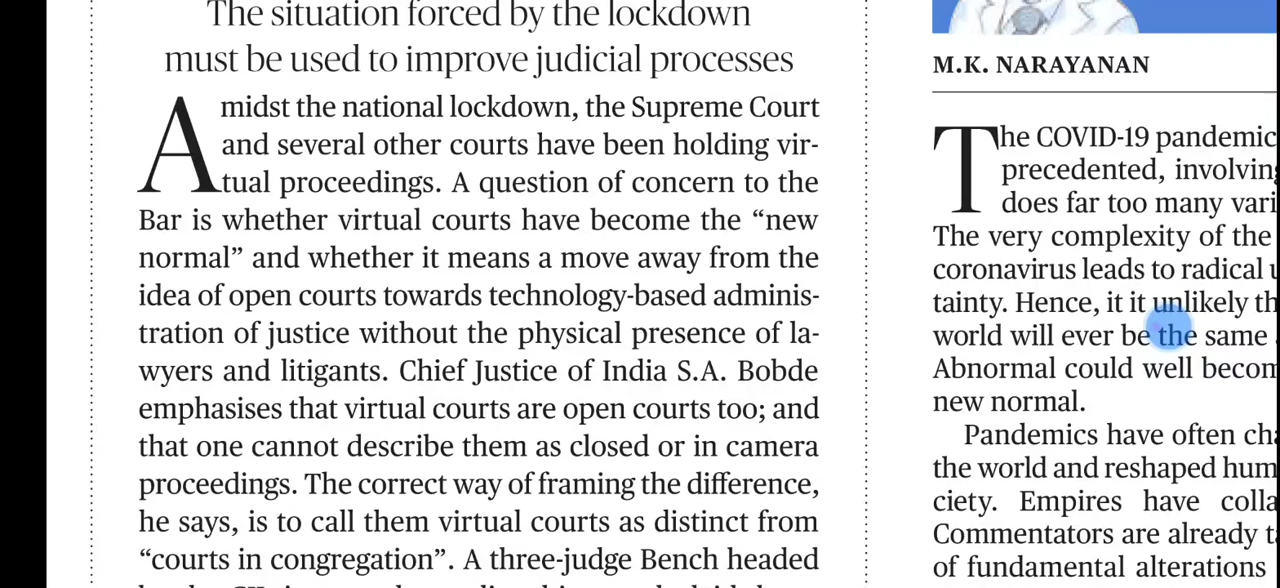 The situation forced by the lockdown
must be used to improve judicial processes
Amidst the national lockdown, the Supreme Court
and several other courts have been holding vir-
tual proceedings. A question of concern to the
Bar is whether virtual courts have become the “new
normal” and whether it means a move away from the
idea of open courts towards technology-based adminis-
tration of justice without the physical presence of la-
wyers and litigants. Chief Justice of India S.A. Bobde
emphasises that virtual courts are open courts too; and
that one cannot describe them as closed or in camera
proceedings. The correct way of framing the difference,
he says, is to call them virtual courts as distinct from
“courts in congregation”. A three-judge Bench headed
M.K. NARAYANAN
The COVID-19 pandemic
precedented, involving
does far too many vari
The very complexity of the
coronavirus leads to radical u
tainty. Hence, it it unlikely th
world will ever be the same
Abnormal could well becom
new normal.
Pandemics have often cha
the world and reshaped hum
ciety. Empires have colla
Commentators are already t
of fundamental alterations